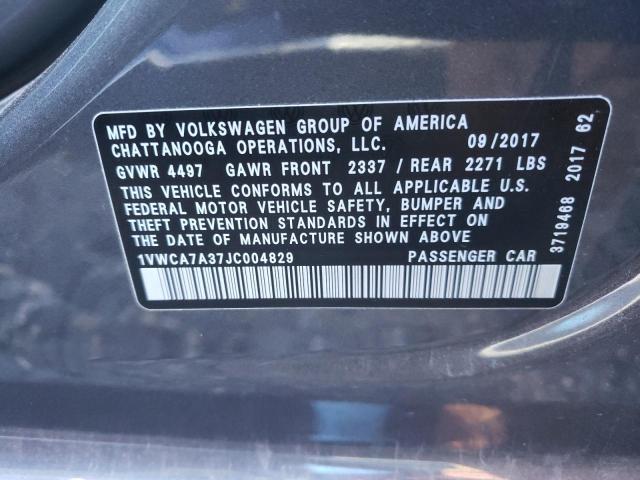 MFD BY VOLKSWAGEN GROUP OF AMERICA
CHATTANOOGA OPERATIONS, LLC. 09/2017
GVWR 4497 GAWR FRONT 2337 / REAR 2271 LBS
THIS VEHICLE CONFORMS TO ALL APPLICABLE U.S.
FEDERAL MOTOR VEHICLE SAFETY, BUMPER AND
THEFT PREVENTION STANDARDS IN EFFECT ON
THE DATE OF MANUFACTURE SHOWN ABOVE
1VWCA7A37JC004829 PASSENGER CAR
3719468 2017 62